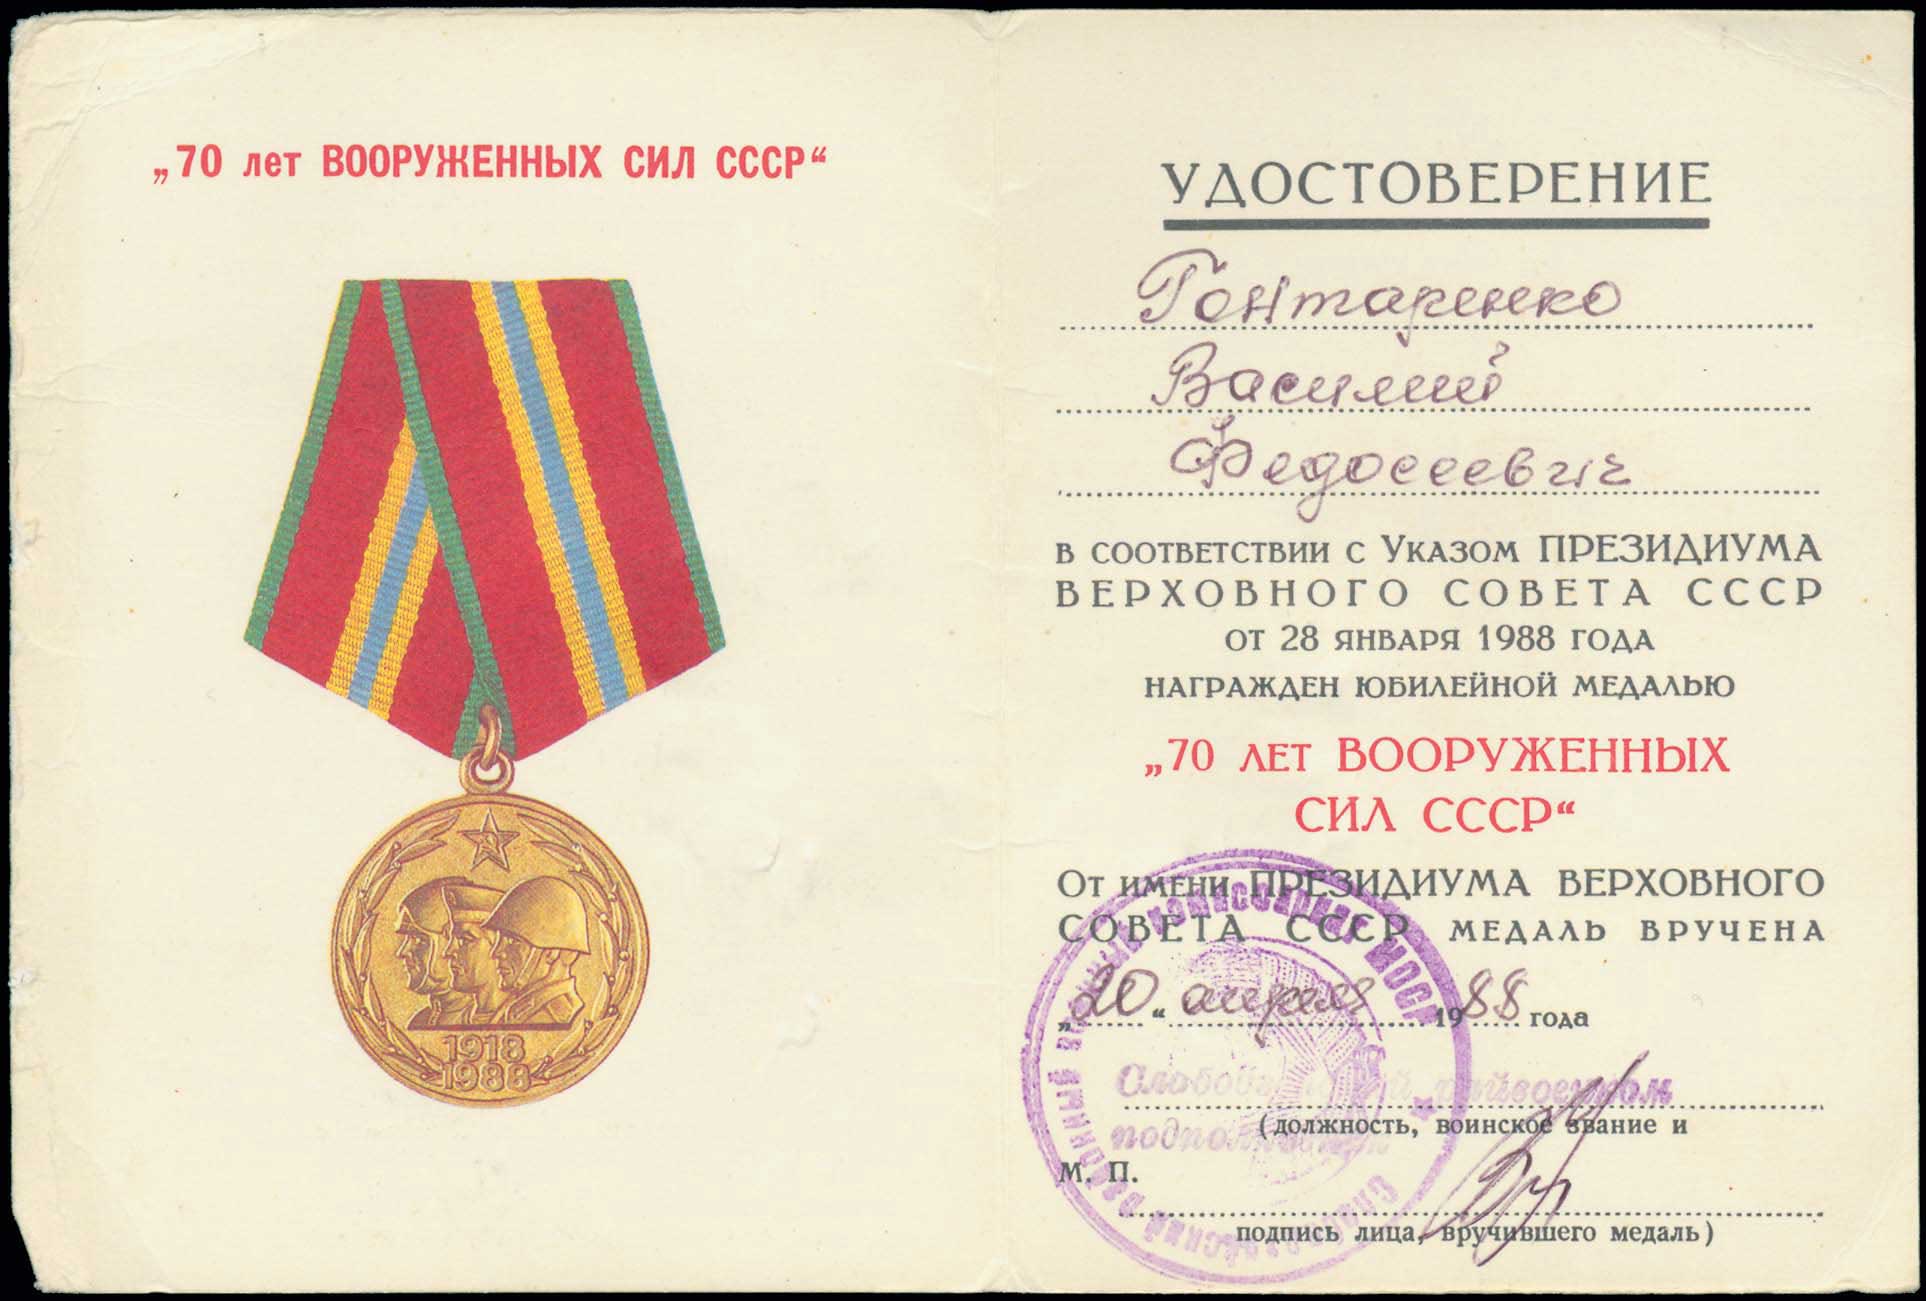 „70 лет ВООРУЖЕННЫХ СИЛ СССР“
1918
1988
УДОСТОВЕРЕНИЕ
Гонтаренко
Василий
Федосеевич
в соответствии с Указом ПРЕЗИДИУМА
ВЕРХОВНОГО СОВЕТА СССР
от 28 января 1988 года
награжден юбилейной медалью
„70 лет ВООРУЖЕННЫХ
СИЛ СССР“
От имени ПРЕЗИДИУМА ВЕРХОВНОГО
СОВЕТА СССР медаль вручена
„20“ апреля 1988 года
райвоенком
(должность, воинское звание и
подполковник
М. П.
подпись лица, вручившего медаль)